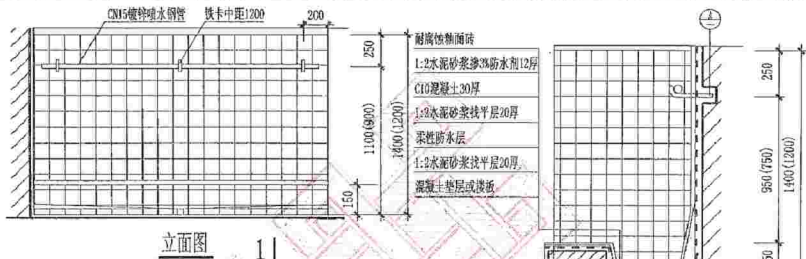 CN15镀锌喷水钢管
铁卡中距1200
200
250
1100(900)
1400(1200)
150
耐腐蚀釉面砖
1:2水泥砂浆渗3%防水剂12厚
C10混凝土30厚
1:3水泥砂浆找平层20厚
柔性防水层
1:2水泥砂浆找平层20厚
混凝土垫层或楼板
250
950(750)
1400(1200)
立面图
1